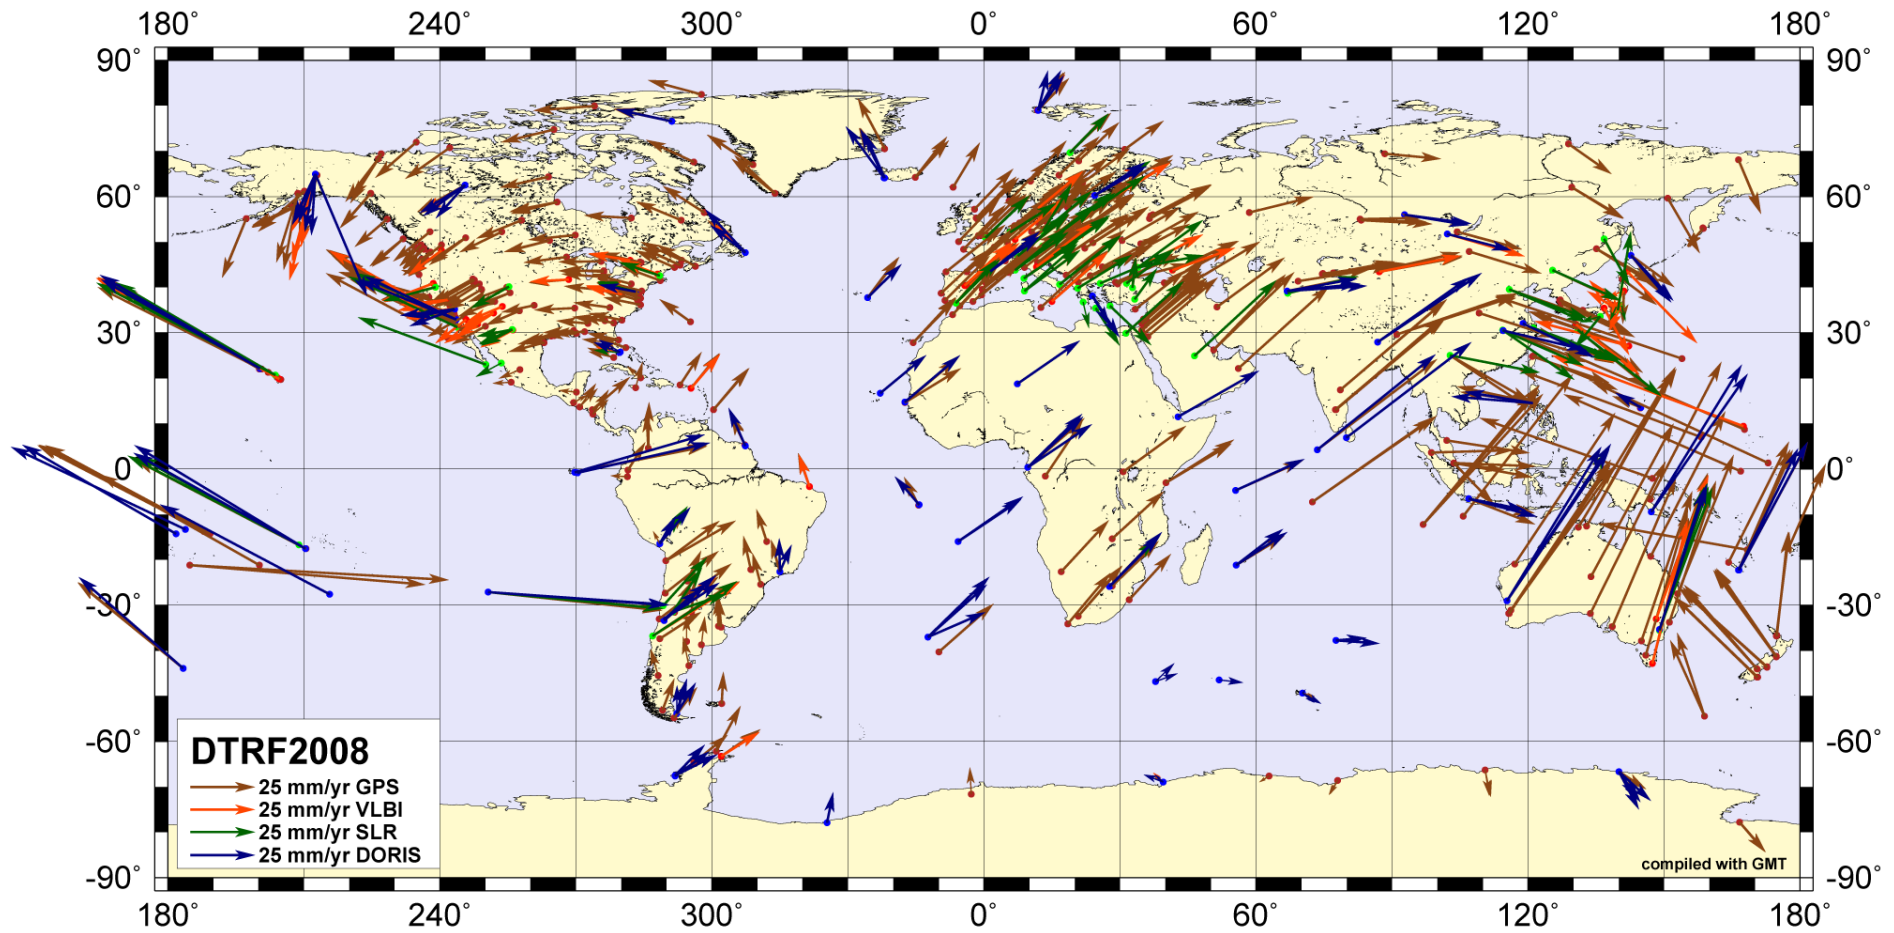 180° 240° 300° 0° 60° 120° 180°
90° 90°
60° 60°
30° 30°
0° 0°
-30° -30°
-60° -60°
DTRF2008
25 mm/yr GPS
25 mm/yr VLBI
25 mm/yr SLR
25 mm/yr DORIS
compiled with GMT
-90° -90°
180° 240° 300° 0° 60° 120° 180°